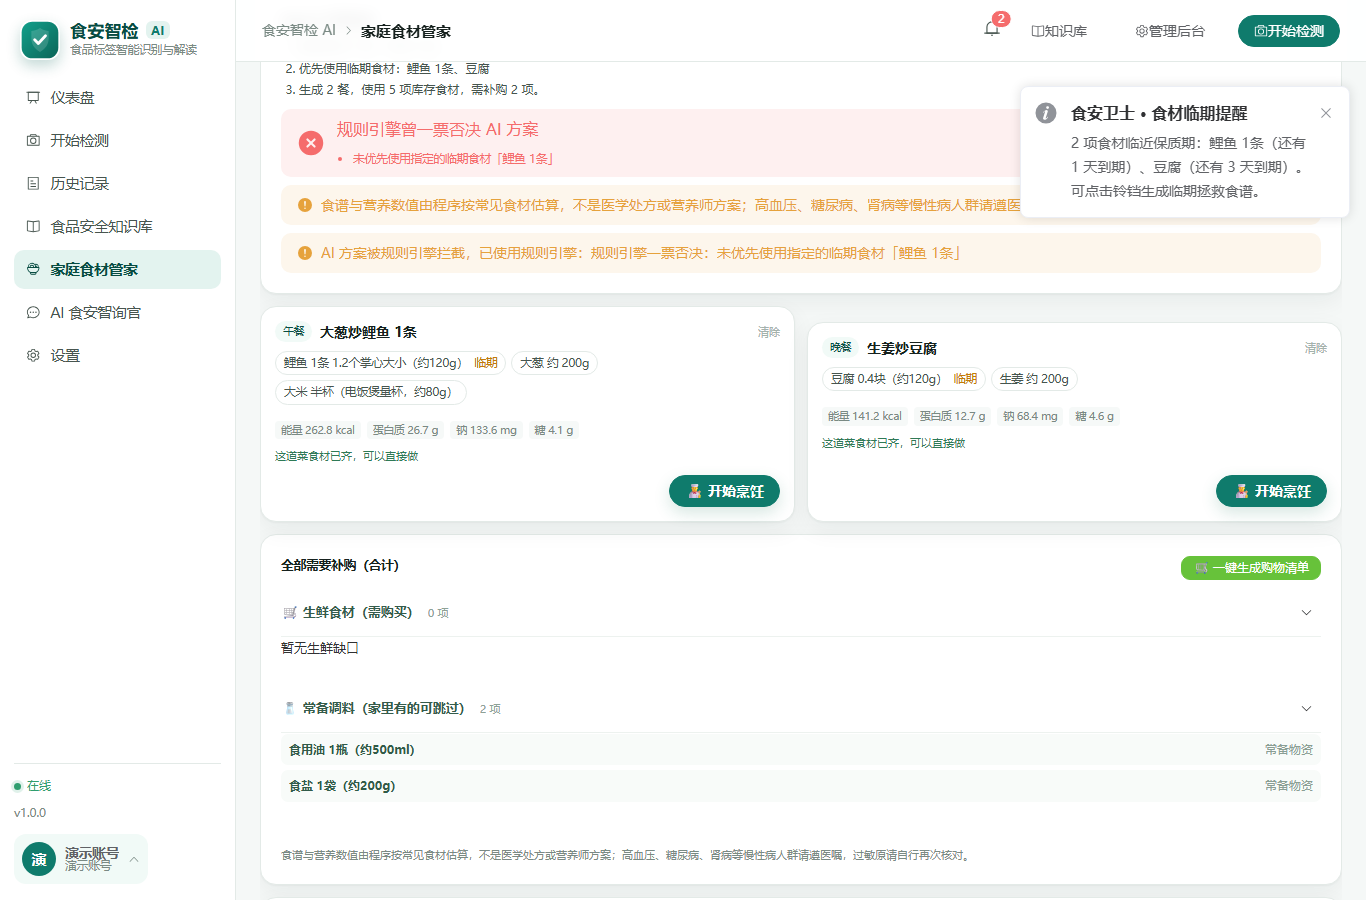 食安智检 AI
食品标签智能识别与解读
仪表盘
开始检测
历史记录
食品安全知识库
家庭食材管家
AI 食安智询官
设置
在线
v1.0.0
演
演示账号
演示账号
食安智检 AI > 家庭食材管家
2
知识库
管理后台
开始检测
2. 优先使用临期食材：鲤鱼 1条、豆腐
3. 生成 2 餐，使用 5 项库存食材，需补购 2 项。
规则引擎曾一票否决 AI 方案
• 未优先使用指定的临期食材「鲤鱼 1条」
食谱与营养数值由程序按常见食材估算，不是医学处方或营养师方案；高血压、糖尿病、肾病等慢性病人群请遵医
AI 方案被规则引擎拦截，已使用规则引擎：规则引擎一票否决：未优先使用指定的临期食材「鲤鱼 1条」
食安卫士 • 食材临期提醒
2 项食材临近保质期：鲤鱼 1条（还有
1 天到期）、豆腐（还有 3 天到期）。
可点击铃铛生成临期拯救食谱。
午餐 大葱炒鲤鱼 1条
清除
鲤鱼 1条 1.2个掌心大小（约120g） 临期
大葱 约 200g
大米 半杯（电饭煲量杯，约80g）
能量 262.8 kcal 蛋白质 26.7 g 钠 133.6 mg 糖 4.1 g
这道菜食材已齐，可以直接做
开始烹饪
晚餐 生姜炒豆腐
清除
豆腐 0.4块（约120g） 临期
生姜 约 200g
能量 141.2 kcal 蛋白质 12.7 g 钠 68.4 mg 糖 4.6 g
这道菜食材已齐，可以直接做
开始烹饪
全部需要补购（合计）
一键生成购物清单
生鲜食材（需购买） 0 项
暂无生鲜缺口
常备调料（家里有的可跳过） 2 项
食用油 1瓶（约500ml）
常备物资
食盐 1袋（约200g）
常备物资
食谱与营养数值由程序按常见食材估算，不是医学处方或营养师方案；高血压、糖尿病、肾病等慢性病人群请遵医嘱，过敏原请自行再次核对。